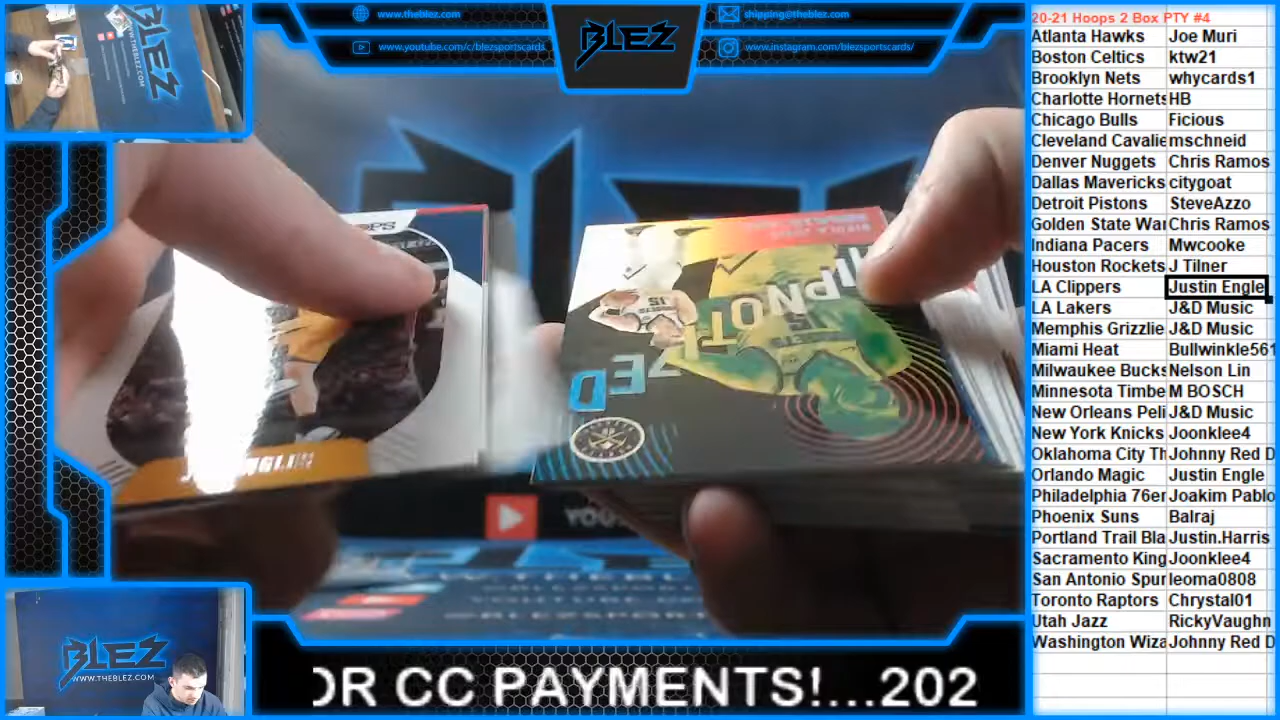 www.theblez.com
www.youtube.com/c/blezsportscards
BLEZ
shipping@theblez.com
www.instagram.com/blezsportscards/
20-21 Hoops 2 Box PTY #4
Atlanta Hawks Joe Muri
Boston Celtics ktw21
Brooklyn Nets whycards1
Charlotte Hornets HB
Chicago Bulls Ficious
Cleveland Cavalie mschneid
Denver Nuggets Chris Ramos
Dallas Mavericks citygoat
Detroit Pistons SteveAzzo
Golden State War Chris Ramos
Indiana Pacers Mwcooke
Houston Rockets J Tilner
LA Clippers Justin Engle
LA Lakers J&D Music
Memphis Grizzlie J&D Music
Miami Heat Bullwinkle561
Milwaukee Bucks Nelson Lin
Minnesota Timbe M BOSCH
New Orleans Peli J&D Music
New York Knicks Joonklee4
Oklahoma City Th Johnny Red D
Orlando Magic Justin Engle
Philadelphia 76er Joakim Pablo
Phoenix Suns Balraj
Portland Trail Bla Justin.Harris
Sacramento King Joonklee4
San Antonio Spur leoma0808
Toronto Raptors Chrystal01
Utah Jazz RickyVaughn
Washington Wiza Johnny Red D
BLEZ
WWW.THEBLEZ.COM
OR CC PAYMENTS!...202